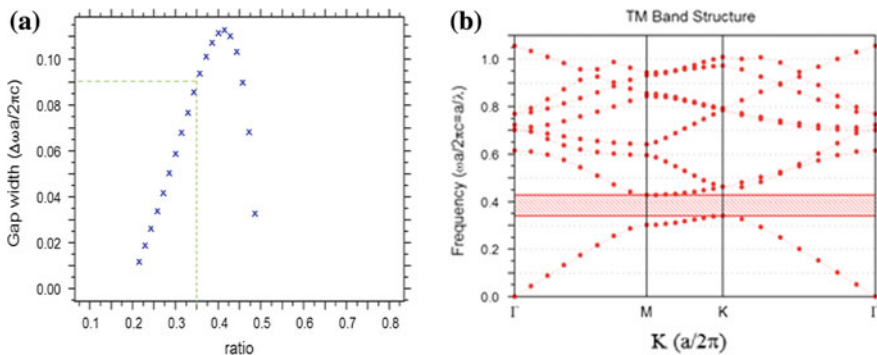 (a)
Gap width (Δωa/2πc)
0.10
0.08
0.06
0.04
0.02
0.00
0.1 0.2 0.3 0.4 0.5 0.6 0.7 0.8
ratio
(b)
TM Band Structure
Frequency (ωa/2πc=a/λ)
1.0
0.8
0.6
0.4
0.2
0.0
Γ M K Γ
K (a/2π)